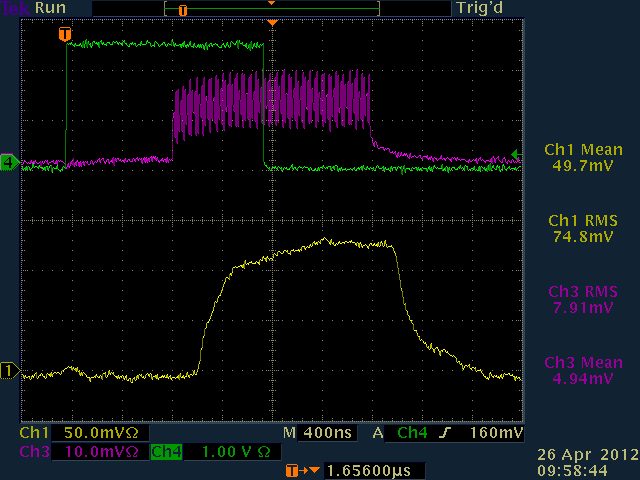 Tek Run Trig'd
T
T
4
Ch1 Mean
49.7mV
Ch1 RMS
74.8mV
Ch3 RMS
7.91mV
Ch3 Mean
4.94mV
1
Ch1 50.0mVΩ M 400ns A Ch4 160mV
Ch3 10.0mVΩ Ch4 1.00 V Ω
T 1.65600µs
26 Apr 2012
09:58:44